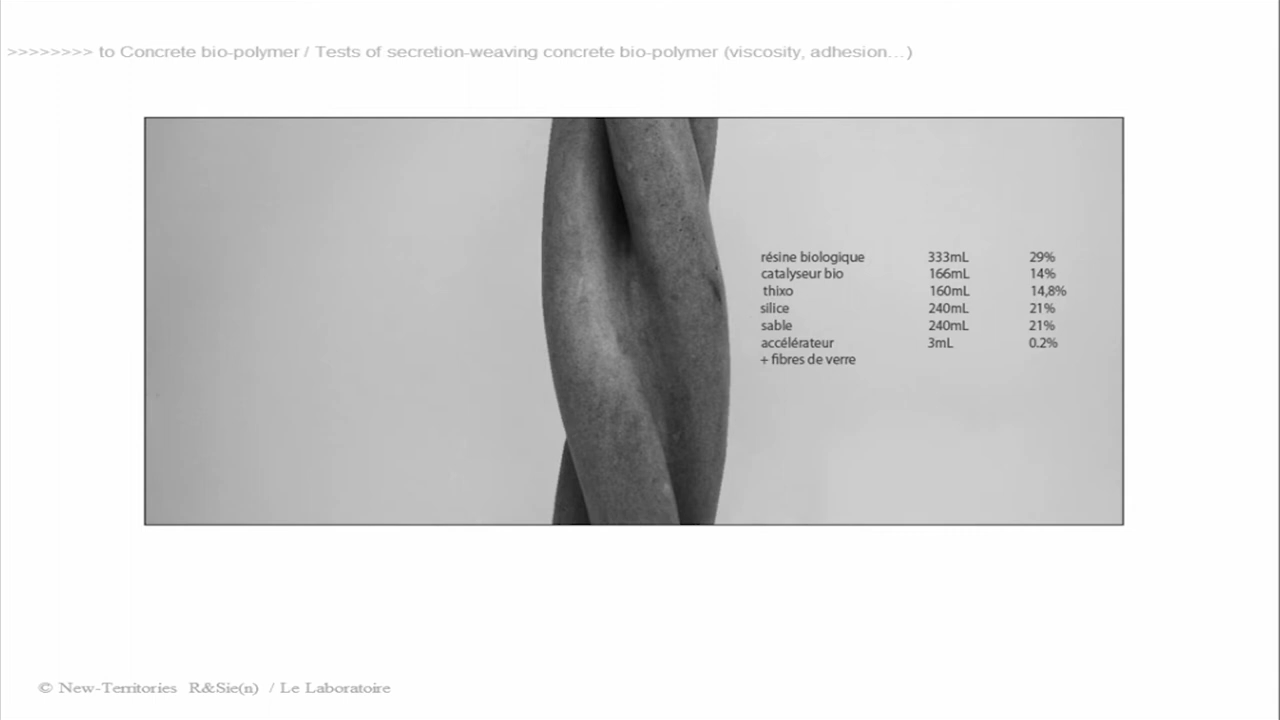 >>>>>>>> to Concrete bio-polymer / Tests of secretion-weaving concrete bio-polymer (viscosity, adhesion...)
résine biologique 333mL 29%
catalyseur bio 166mL 14%
thixo 160mL 14,8%
silice 240mL 21%
sable 240mL 21%
accélérateur 3mL 0.2%
+ fibres de verre
© New-Territories R&Sie(n) / Le Laboratoire